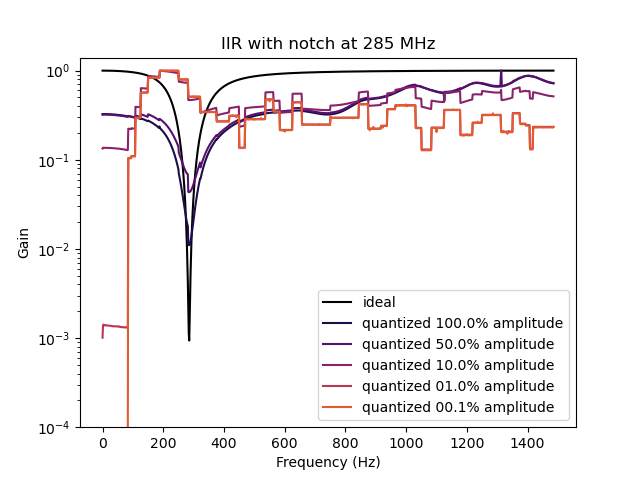 IIR with notch at 285 MHz
Gain
10⁰
10⁻¹
10⁻²
10⁻³
10⁻⁴
ideal
quantized 100.0% amplitude
quantized 50.0% amplitude
quantized 10.0% amplitude
quantized 01.0% amplitude
quantized 00.1% amplitude
0 200 400 600 800 1000 1200 1400
Frequency (Hz)